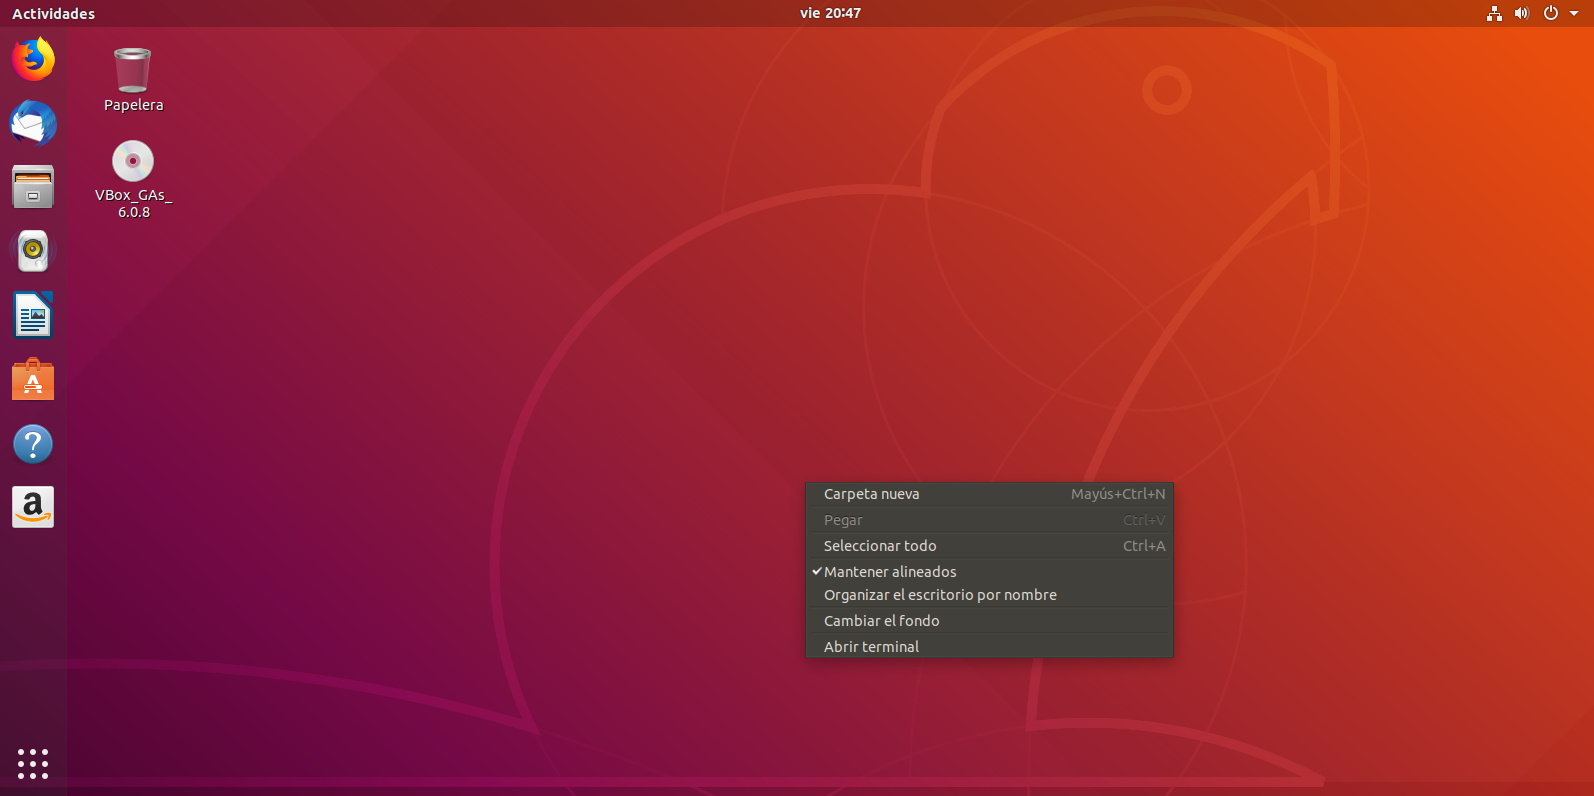 Actividades
vie 20:47
Papelera
VBox_GAs_
6.0.8
Carpeta nueva Mayús+Ctrl+N
Pegar Ctrl+V
Seleccionar todo Ctrl+A
Mantener alineados
Organizar el escritorio por nombre
Cambiar el fondo
Abrir terminal